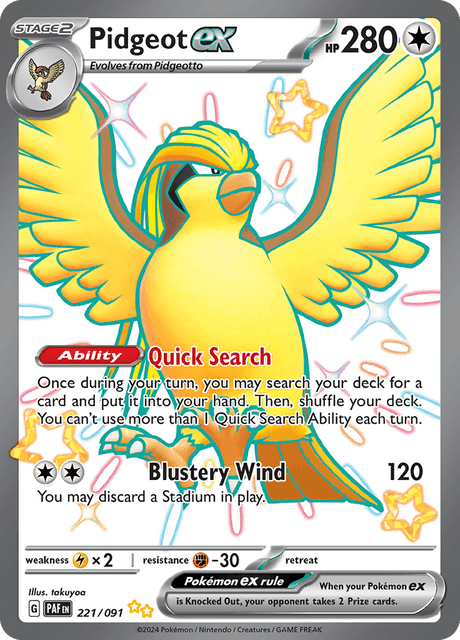 STAGE2
Pidgeot ex
HP 280
Evolves from Pidgeotto
Ability Quick Search
Once during your turn, you may search your deck for a
card and put it into your hand. Then, shuffle your deck.
You can't use more than 1 Quick Search Ability each turn.
Blustery Wind 120
You may discard a Stadium in play.
weakness ×2 resistance -30 retreat
Illus. takuyoa
Pokémon ex rule
When your Pokémon ex
is Knocked Out, your opponent takes 2 Prize cards.
G PAF EN 221/091
©2024 Pokémon / Nintendo / Creatures / GAME FREAK